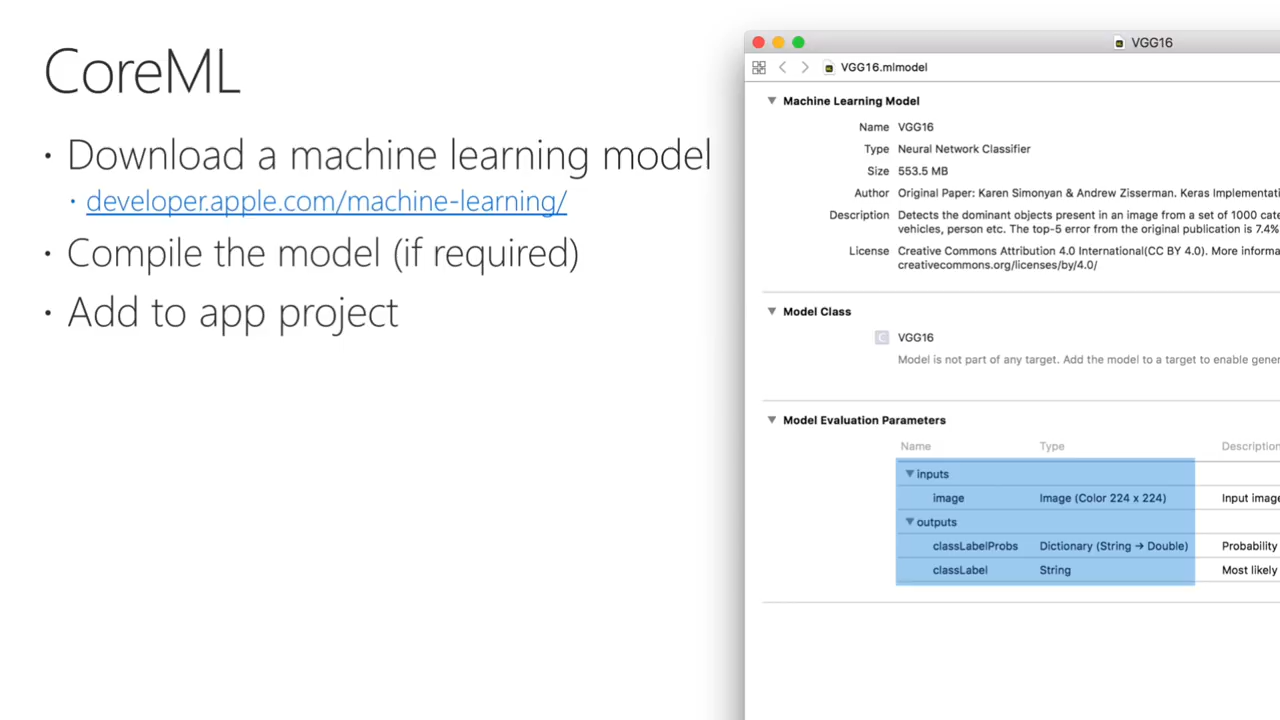 CoreML
• Download a machine learning model
• developer.apple.com/machine-learning/
• Compile the model (if required)
• Add to app project
VGG16
VGG16.mlmodel
Machine Learning Model
Name VGG16
Type Neural Network Classifier
Size 553.5 MB
Author Original Paper: Karen Simonyan & Andrew Zisserman. Keras Implementati
Description Detects the dominant objects present in an image from a set of 1000 cate
vehicles, person etc. The top-5 error from the original publication is 7.4%
License Creative Commons Attribution 4.0 International(CC BY 4.0). More informa
creativecommons.org/licenses/by/4.0/
Model Class
C VGG16
Model is not part of any target. Add the model to a target to enable gener
Model Evaluation Parameters
Name Type Description
inputs
image Image (Color 224 x 224) Input image
outputs
classLabelProbs Dictionary (String → Double) Probability
classLabel String Most likely